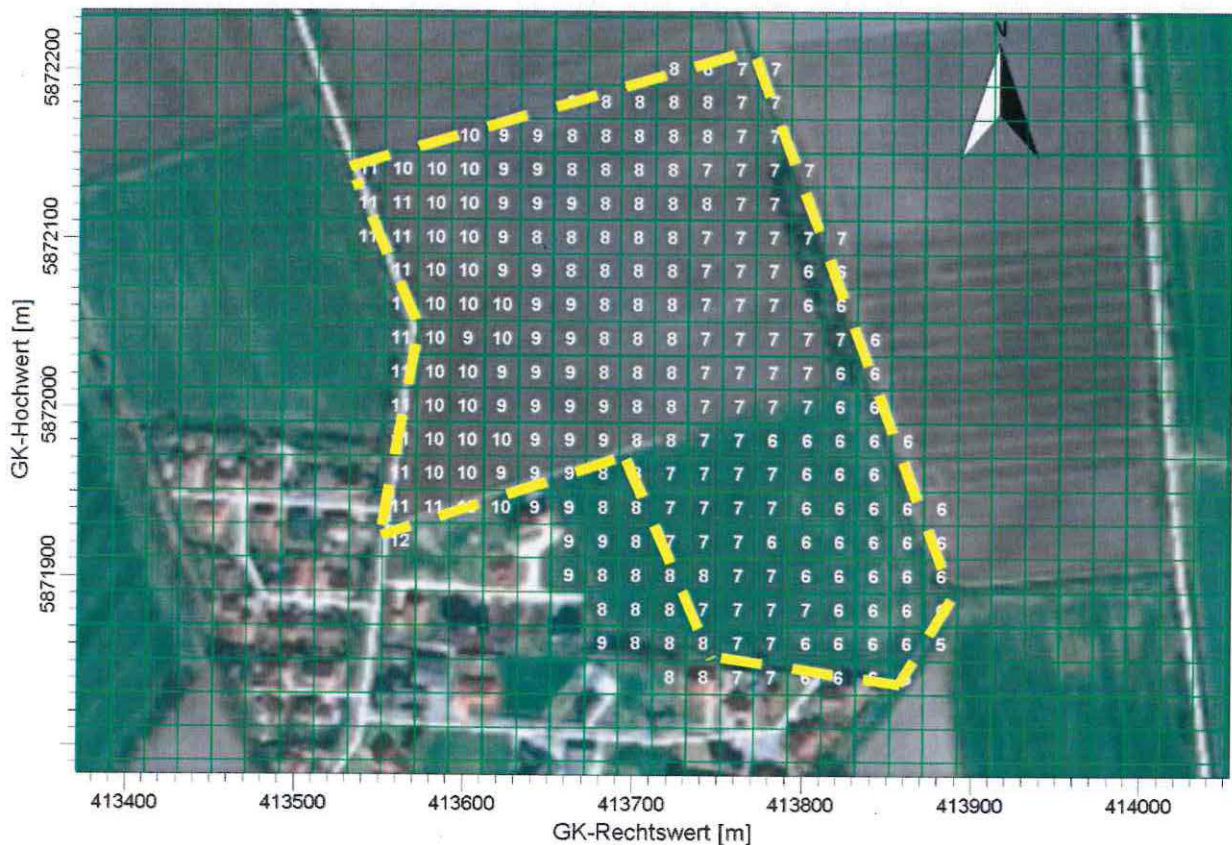 N
8 8 7 7
8 8 8 8 7 7
10 9 9 8 8 8 8 8 7 7
11 10 10 10 9 9 8 8 8 8 7 7 7 7
11 11 10 10 9 9 9 8 8 8 8 7 7
11 11 10 10 9 8 8 8 8 8 7 7 7 7 7
11 10 10 9 9 8 8 8 8 7 7 7 6 6
10 10 10 9 9 8 8 8 7 7 7 6 6
11 10 9 10 9 9 8 8 8 7 7 7 7 7 6
11 10 10 9 9 9 8 8 8 7 7 7 7 6 6
11 10 10 9 9 9 9 8 8 7 7 7 7 6 6
10 10 10 9 9 9 8 8 7 7 6 6 6 6 6
11 10 10 9 9 9 8 8 7 7 7 7 6 6 6 6
11 11 10 9 9 8 8 7 7 7 7 6 6 6 6 6
12 9 9 8 7 7 7 6 6 6 6 6 6
9 8 8 8 8 7 7 6 6 6 6 6
8 8 8 7 7 7 7 6 6 6
9 8 8 8 7 7 6 6 6 6 5
8 8 7 7 6 6 6
GK-Hochwert [m]
5872200
5872100
5872000
5871900
413400 413500 413600 413700 413800 413900 414000
GK-Rechtswert [m]